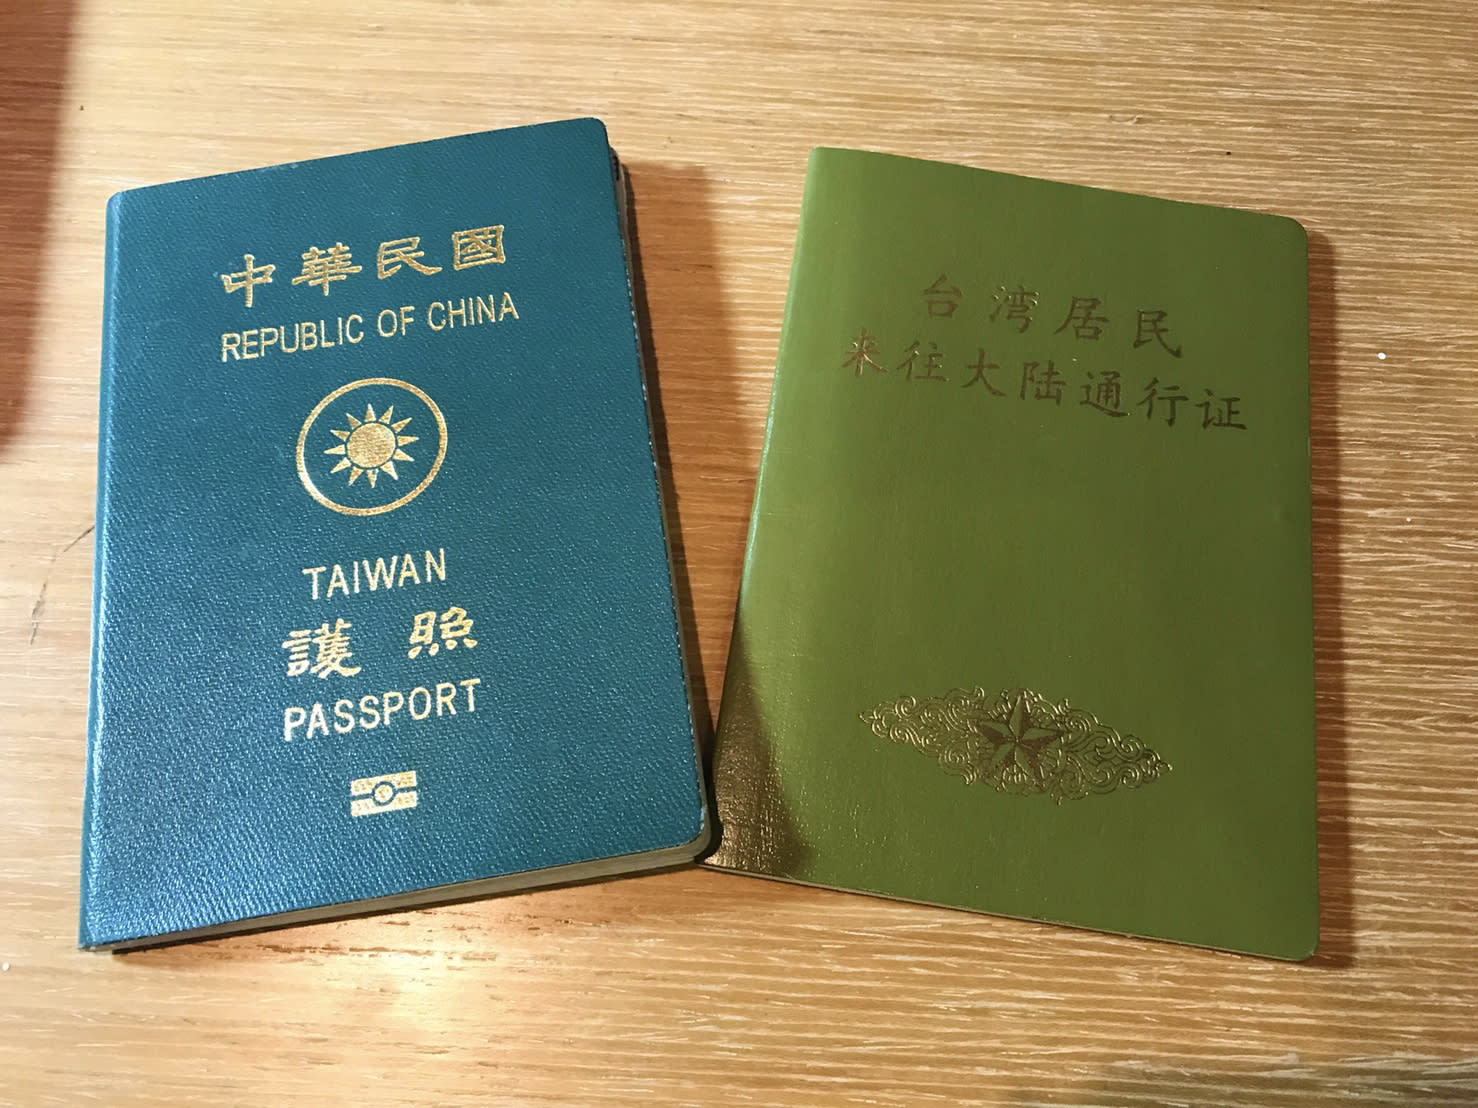 中華民國
REPUBLIC OF CHINA
TAIWAN
護照
PASSPORT
台湾居民
来往大陆通行证